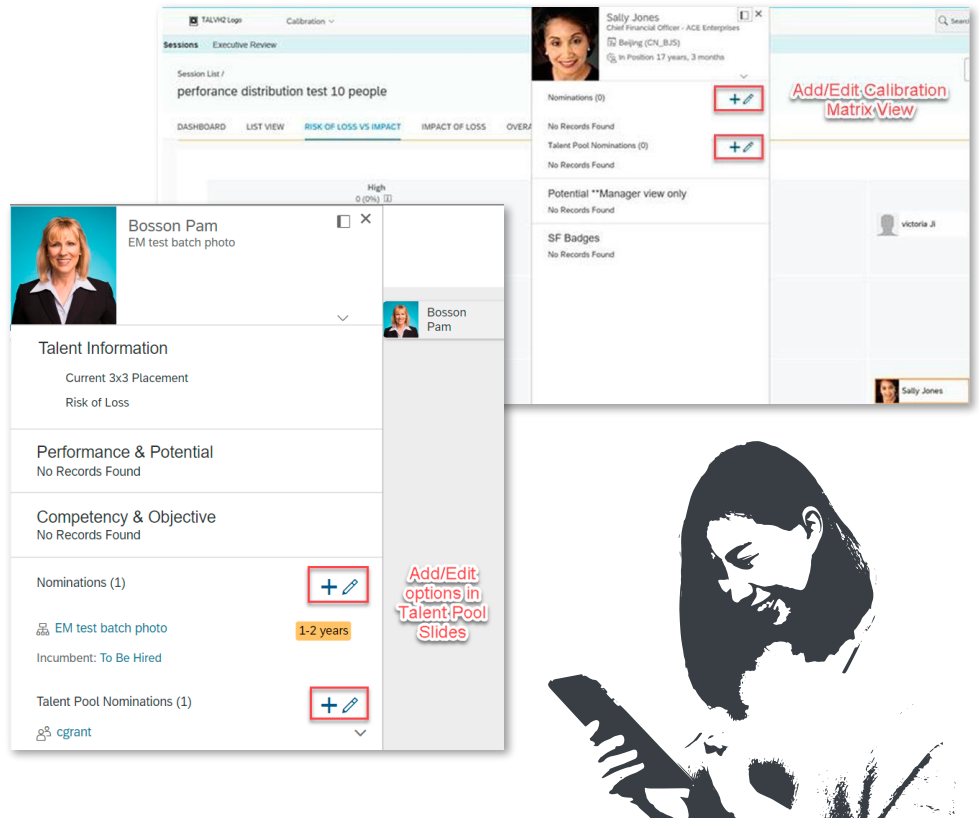 TALVH2 Logo
Calibration
Search
Sessions Executive Review
Session List /
perforance distribution test 10 people
DASHBOARD LIST VIEW RISK OF LOSS VS IMPACT IMPACT OF LOSS OVERA
High
0 (0%)
Sally Jones
Chief Financial Officer - ACE Enterprises
Beijing (CN_BJS)
In Position 17 years, 3 months
Nominations (0)
No Records Found
Talent Pool Nominations (0)
No Records Found
Potential **Manager view only
No Records Found
SF Badges
No Records Found
Add/Edit Calibration
Matrix View
victoria Ji
Sally Jones
Bosson Pam
EM test batch photo
Bosson
Pam
Talent Information
Current 3x3 Placement
Risk of Loss
Performance & Potential
No Records Found
Competency & Objective
No Records Found
Nominations (1)
EM test batch photo
1-2 years
Incumbent: To Be Hired
Talent Pool Nominations (1)
cgrant
Add/Edit
options in
Talent Pool
Slides